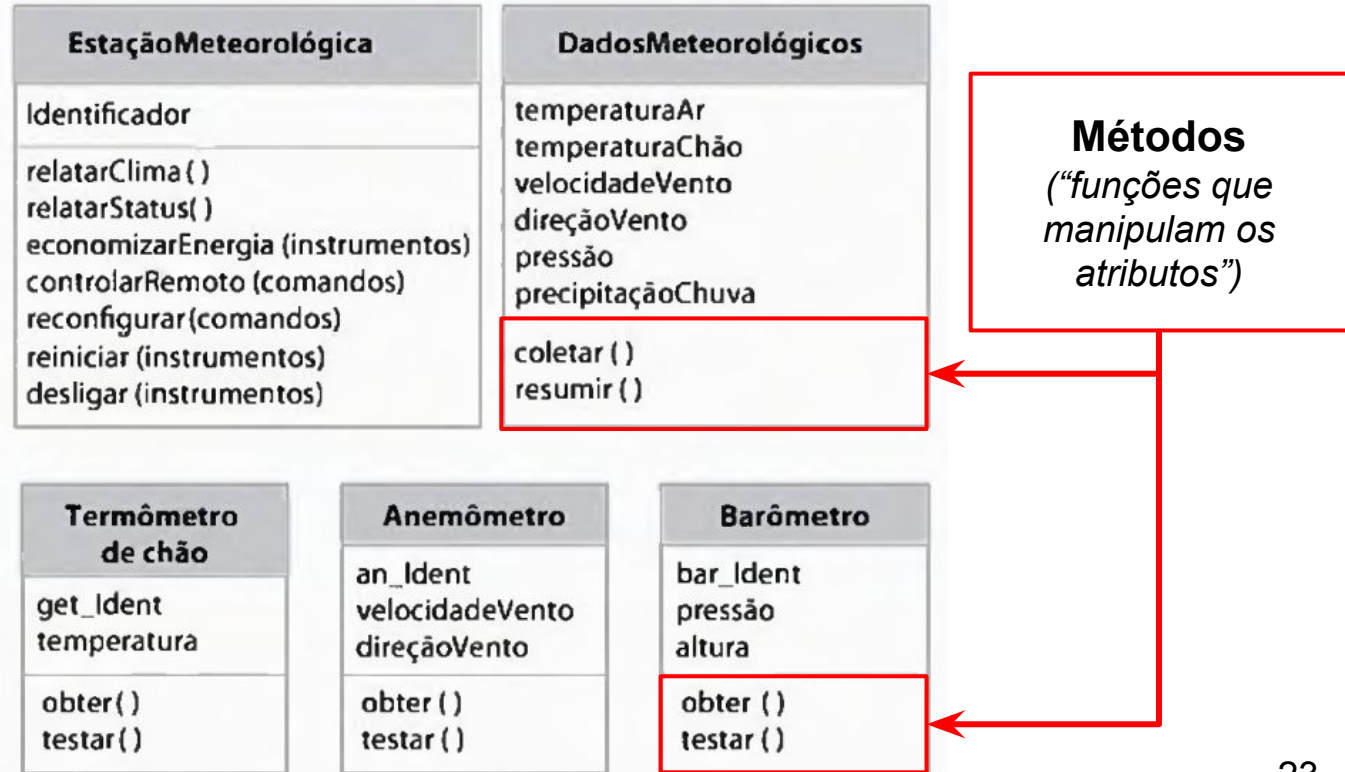 EstaçãoMeteorológica
Identificador
relatarClima ( )
relatarStatus( )
economizarEnergia (instrumentos)
controlarRemoto (comandos)
reconfigurar(comandos)
reiniciar (instrumentos)
desligar (instrumentos)
DadosMeteorológicos
temperaturaAr
temperaturaChão
velocidadeVento
direçãoVento
pressão
precipitaçãoChuva
coletar ( )
resumir ( )
Métodos
(“funções que
manipulam os
atributos”)
Termômetro
de chão
get_Ident
temperatura
obter( )
testar( )
Anemômetro
an_Ident
velocidadeVento
direçãoVento
obter ( )
testar ( )
Barômetro
bar_Ident
pressão
altura
obter ( )
testar ( )